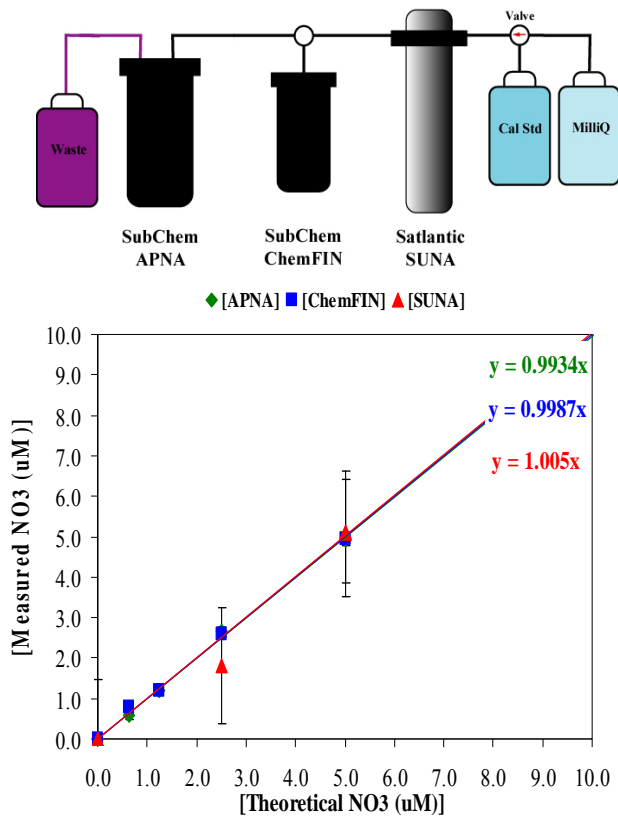 Valve
Waste
Cal Std
MilliQ
SubChem
APNA
SubChem
ChemFIN
Satlantic
SUNA
[APNA] [ChemFIN] [SUNA]
10.0
9.0
8.0
7.0
6.0
5.0
4.0
3.0
2.0
1.0
0.0
[Measured NO3 (uM)]
y = 0.9934x
y = 0.9987x
y = 1.005x
0.0 1.0 2.0 3.0 4.0 5.0 6.0 7.0 8.0 9.0 10.0
[Theoretical NO3 (uM)]